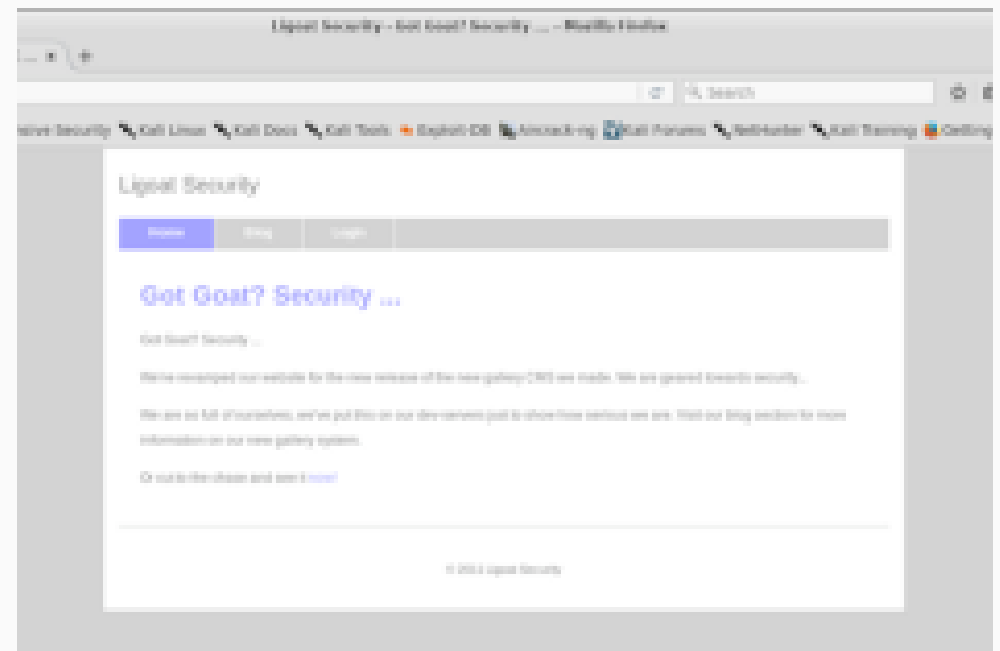 Ligoat Security - Got Goat? Security ... - Mozilla Firefox
... × +
Search
nsive Security Kali Linux Kali Docs Kali Tools Exploit-DB Aircrack-ng Kali Forums NetHunter Kali Training Getting
Ligoat Security
Home Blog Login
Got Goat? Security ...
Got Goat? Security ...
We've revamped our website for the new release of the new gallery CMS we made. We are geared towards security...
We are so full of ourselves, we've put this on our dev-servers just to show how serious we are. Visit our blog section for more
information on our new gallery system.
Or cut to the chase and see it now!
© 2011 Ligoat Security